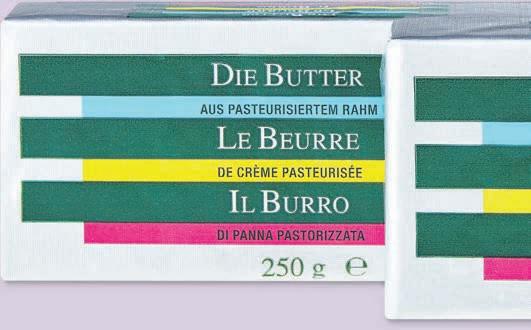 DIE BUTTER
AUS PASTEURISIERTEM RAHM
LE BEURRE
DE CRÈME PASTEURISÉE
IL BURRO
DI PANNA PASTORIZZATA
250 g ℮